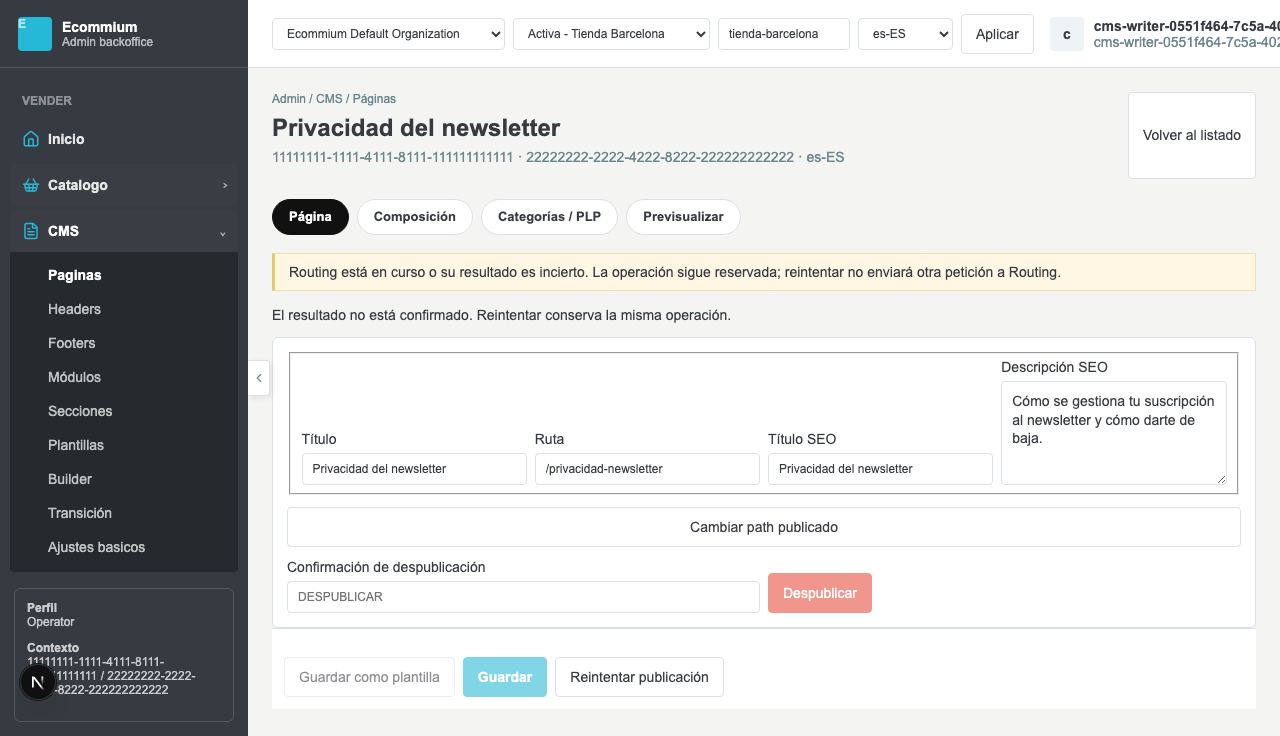 E
Ecommium
Admin backoffice
Ecommium Default Organization
Activa - Tienda Barcelona
tienda-barcelona
es-ES
Aplicar
c
cms-writer-0551f464-7c5a-40
cms-writer-0551f464-7c5a-402
VENDER
Inicio
Catalogo
CMS
Paginas
Headers
Footers
Módulos
Secciones
Plantillas
Builder
Transición
Ajustes basicos
Perfil
Operator
Contexto
11111111-1111-4111-8111-
1111111 / 22222222-2222-
-8222-222222222222
N
Admin / CMS / Páginas
Privacidad del newsletter
11111111-1111-4111-8111-111111111111 · 22222222-2222-4222-8222-222222222222 · es-ES
Volver al listado
Página
Composición
Categorías / PLP
Previsualizar
Routing está en curso o su resultado es incierto. La operación sigue reservada; reintentar no enviará otra petición a Routing.
El resultado no está confirmado. Reintentar conserva la misma operación.
Título
Privacidad del newsletter
Ruta
/privacidad-newsletter
Título SEO
Privacidad del newsletter
Descripción SEO
Cómo se gestiona tu suscripción
al newsletter y cómo darte de
baja.
Cambiar path publicado
Confirmación de despublicación
DESPUBLICAR
Despublicar
Guardar como plantilla
Guardar
Reintentar publicación